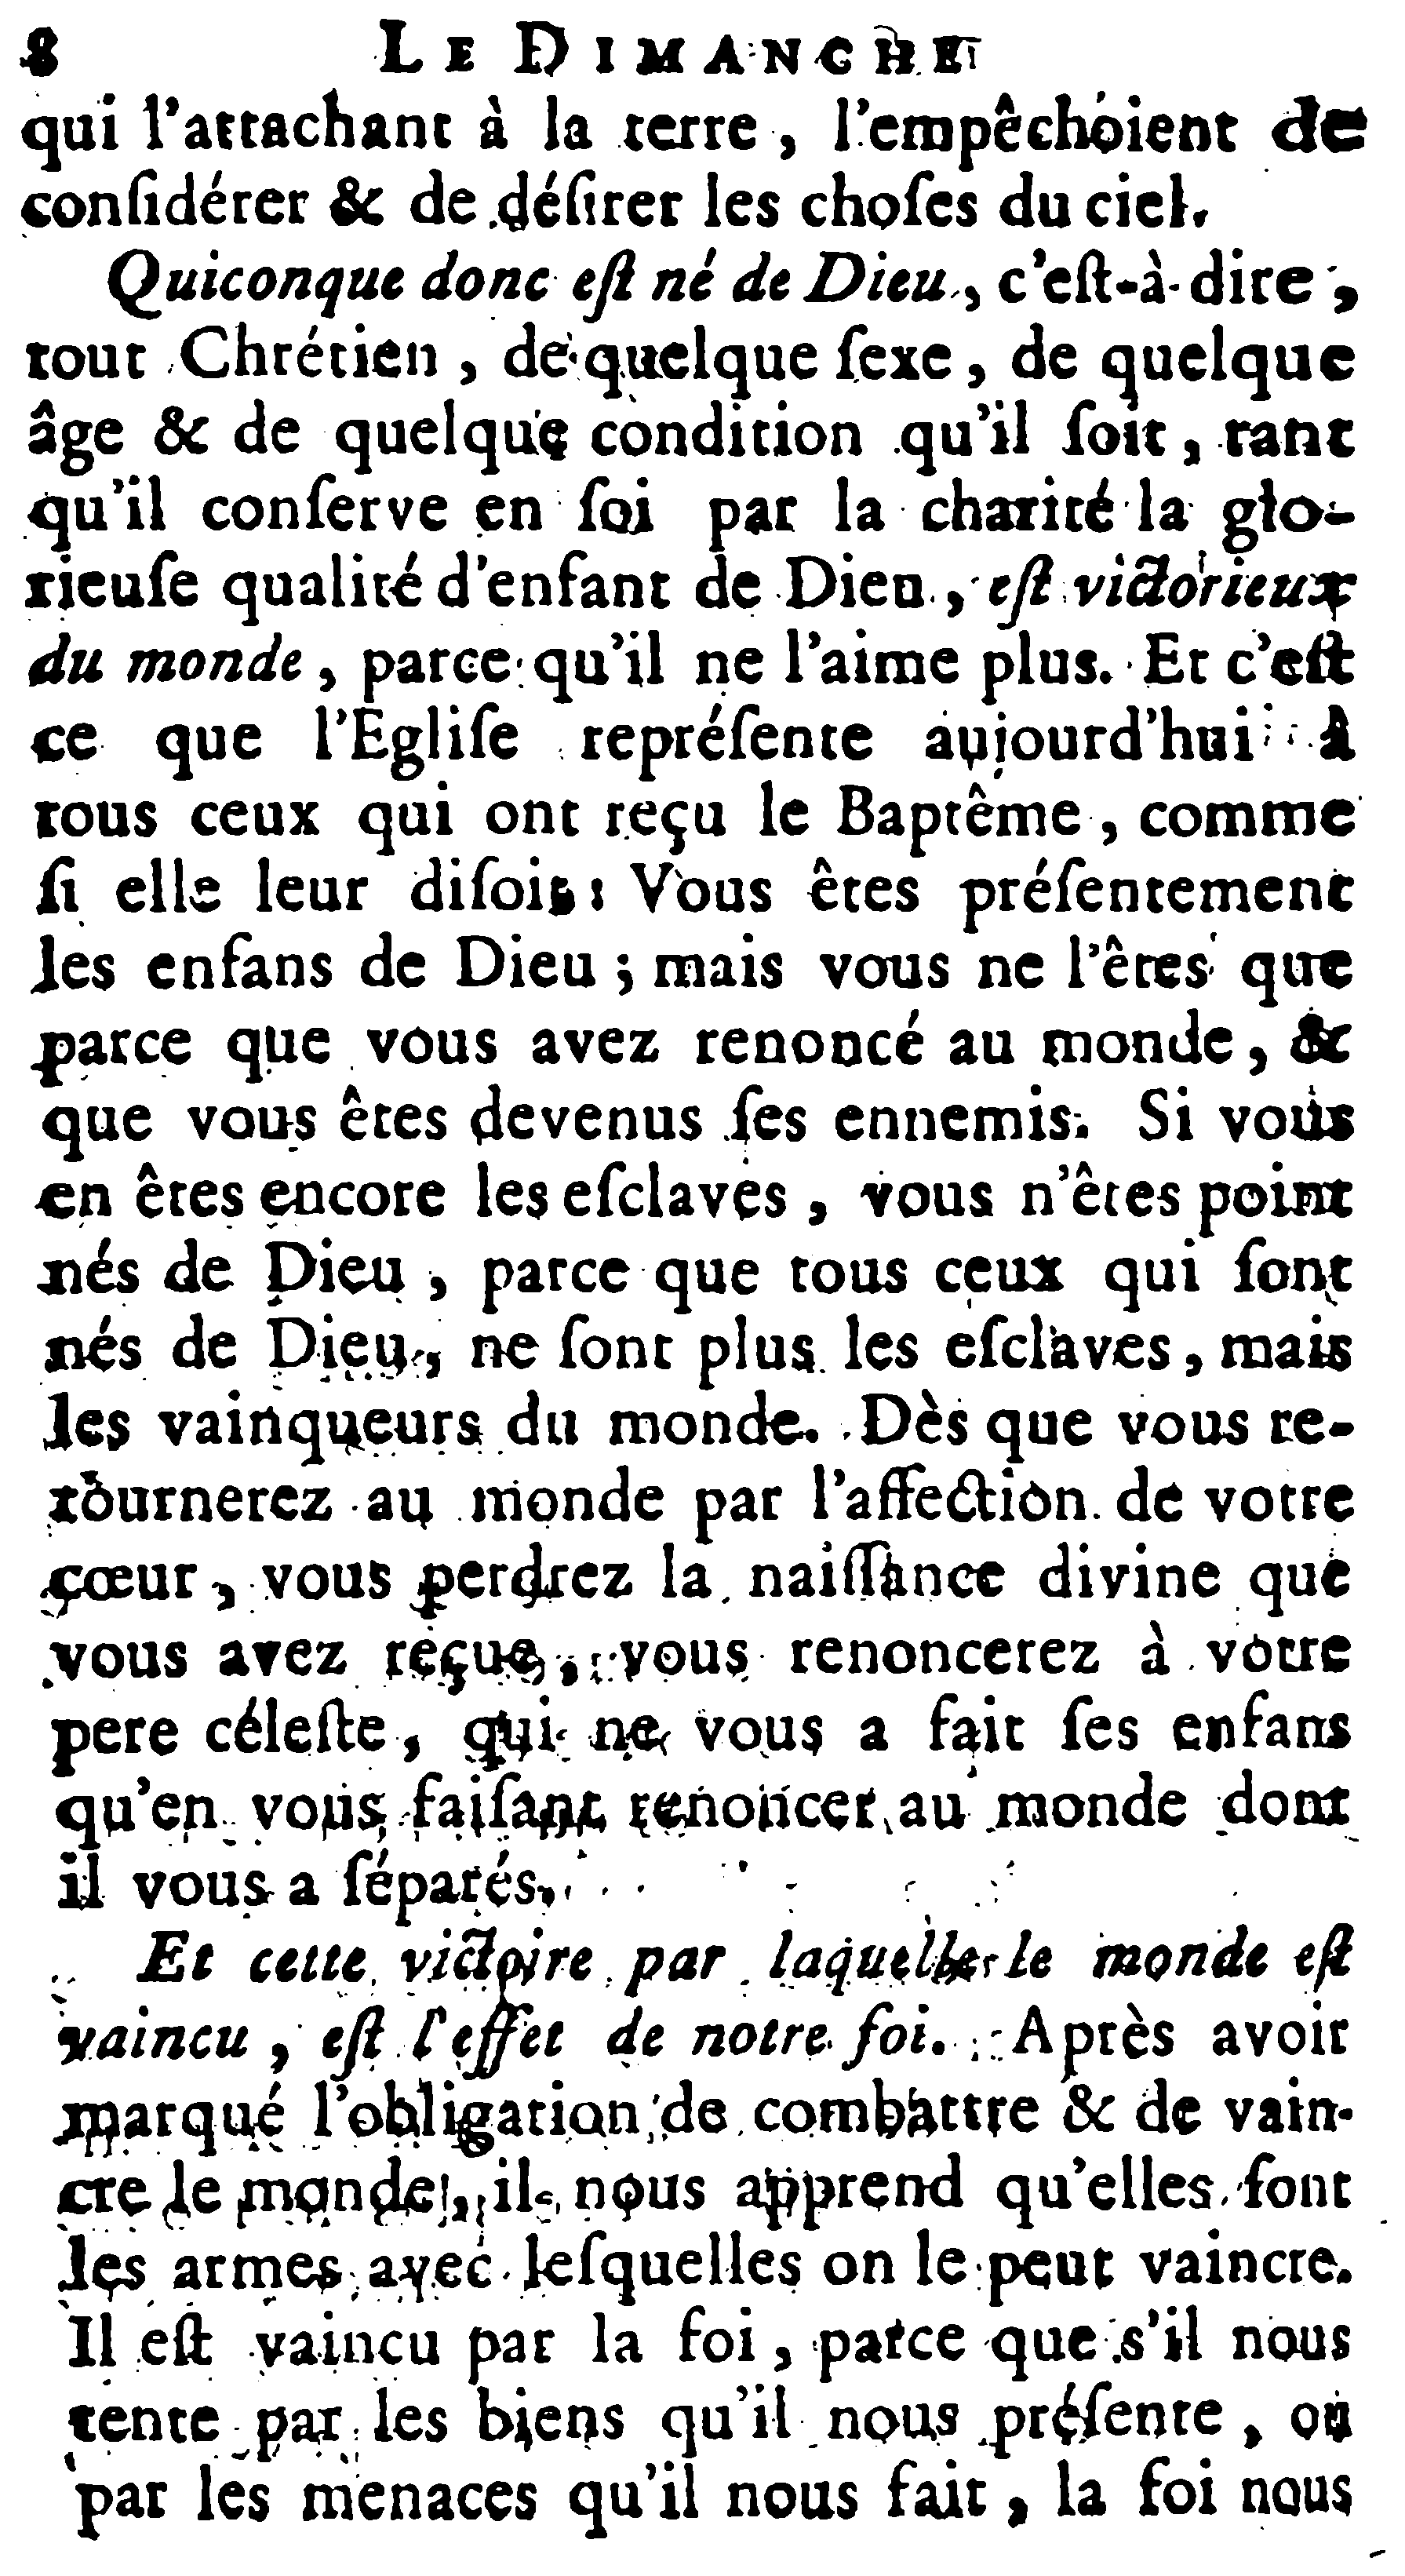 8 LE DIMANCHE
qui l'attachant à la terre, l'empêchoient de
conſidérer & de déſirer les choſes du ciel.
Quiconque donc eſt né de Dieu, c'eſt-à-dire,
tout Chrétien, de quelque ſexe, de quelque
âge & de quelque condition qu'il ſoit, tant
qu'il conſerve en ſoi par la charité la glo-
rieuſe qualité d'enfant de Dieu, eſt victorieux
du monde, parce qu'il ne l'aime plus. Et c'eſt
ce que l'Egliſe repréſente aujourd'hui à
tous ceux qui ont reçu le Baptême, comme
ſi elle leur diſoit: Vous êtes préſentement
les enfans de Dieu; mais vous ne l'êtes que
parce que vous avez renoncé au monde, &
que vous êtes devenus ſes ennemis. Si vous
en êtes encore les eſclaves, vous n'êtes point
nés de Dieu, parce que tous ceux qui ſont
nés de Dieu, ne ſont plus les eſclaves, mais
les vainqueurs du monde. Dès que vous re-
tournerez au monde par l'affection de votre
cœur, vous perdrez la naiſſance divine que
vous avez reçue, vous renoncerez à votre
pere céleſte, qui ne vous a fait ſes enfans
qu'en vous faiſant renoncer au monde dont
il vous a ſéparés.
Et cette victoire par laquelle le monde eſt
vaincu, eſt l'effet de notre foi. Après avoir
marqué l'obligation de combattre & de vain-
cre le monde, il nous apprend qu'elles ſont
les armes avec leſquelles on le peut vaincre.
Il eſt vaincu par la foi, parce que s'il nous
tente par les biens qu'il nous préſente, ou
par les menaces qu'il nous fait, la foi nous